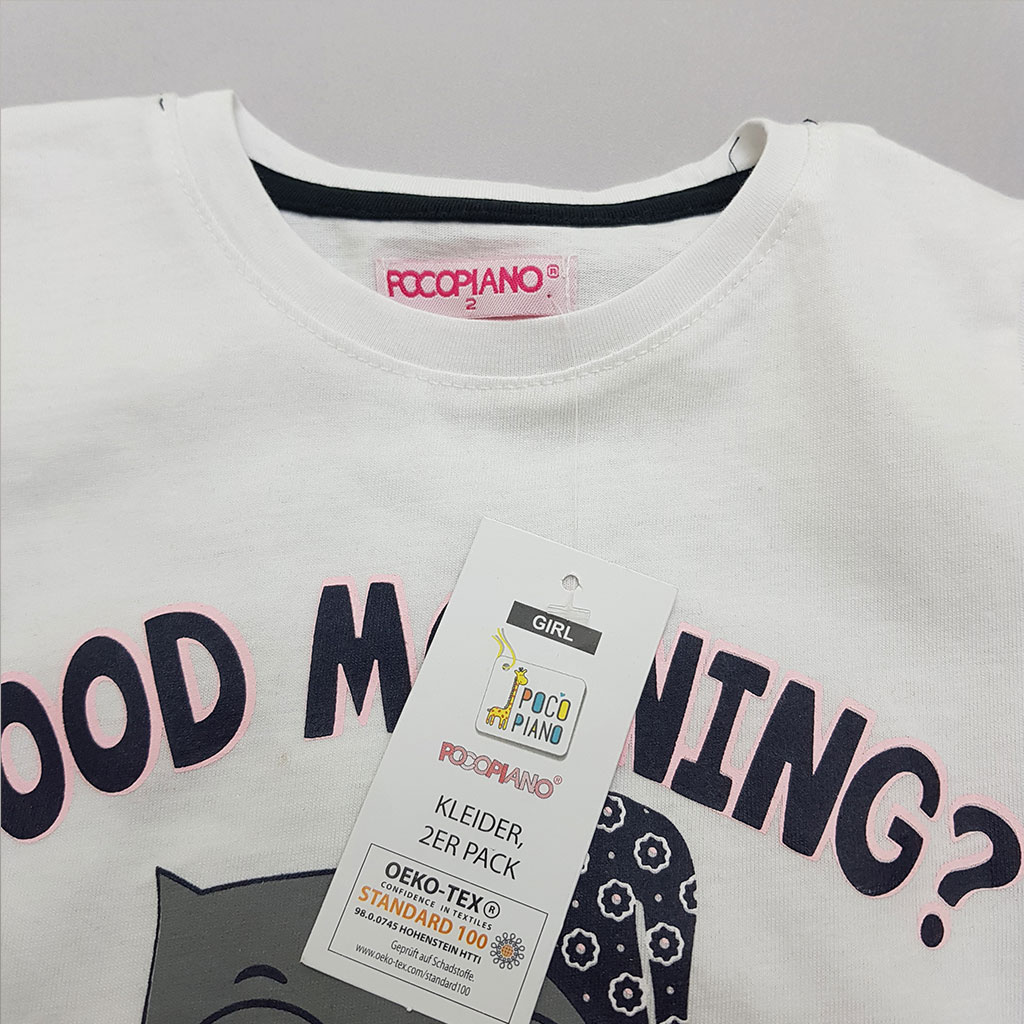 POCOPIANO®
2
OOD MO NING?
GIRL
POCO
PIANO
POCOPIANO®
KLEIDER,
2ER PACK
OEKO-TEX®
CONFIDENCE IN TEXTILES
STANDARD 100
98.0.0745 HOHENSTEIN HTTI
Geprüft auf Schadstoffe.
www.oeko-tex.com/standard100